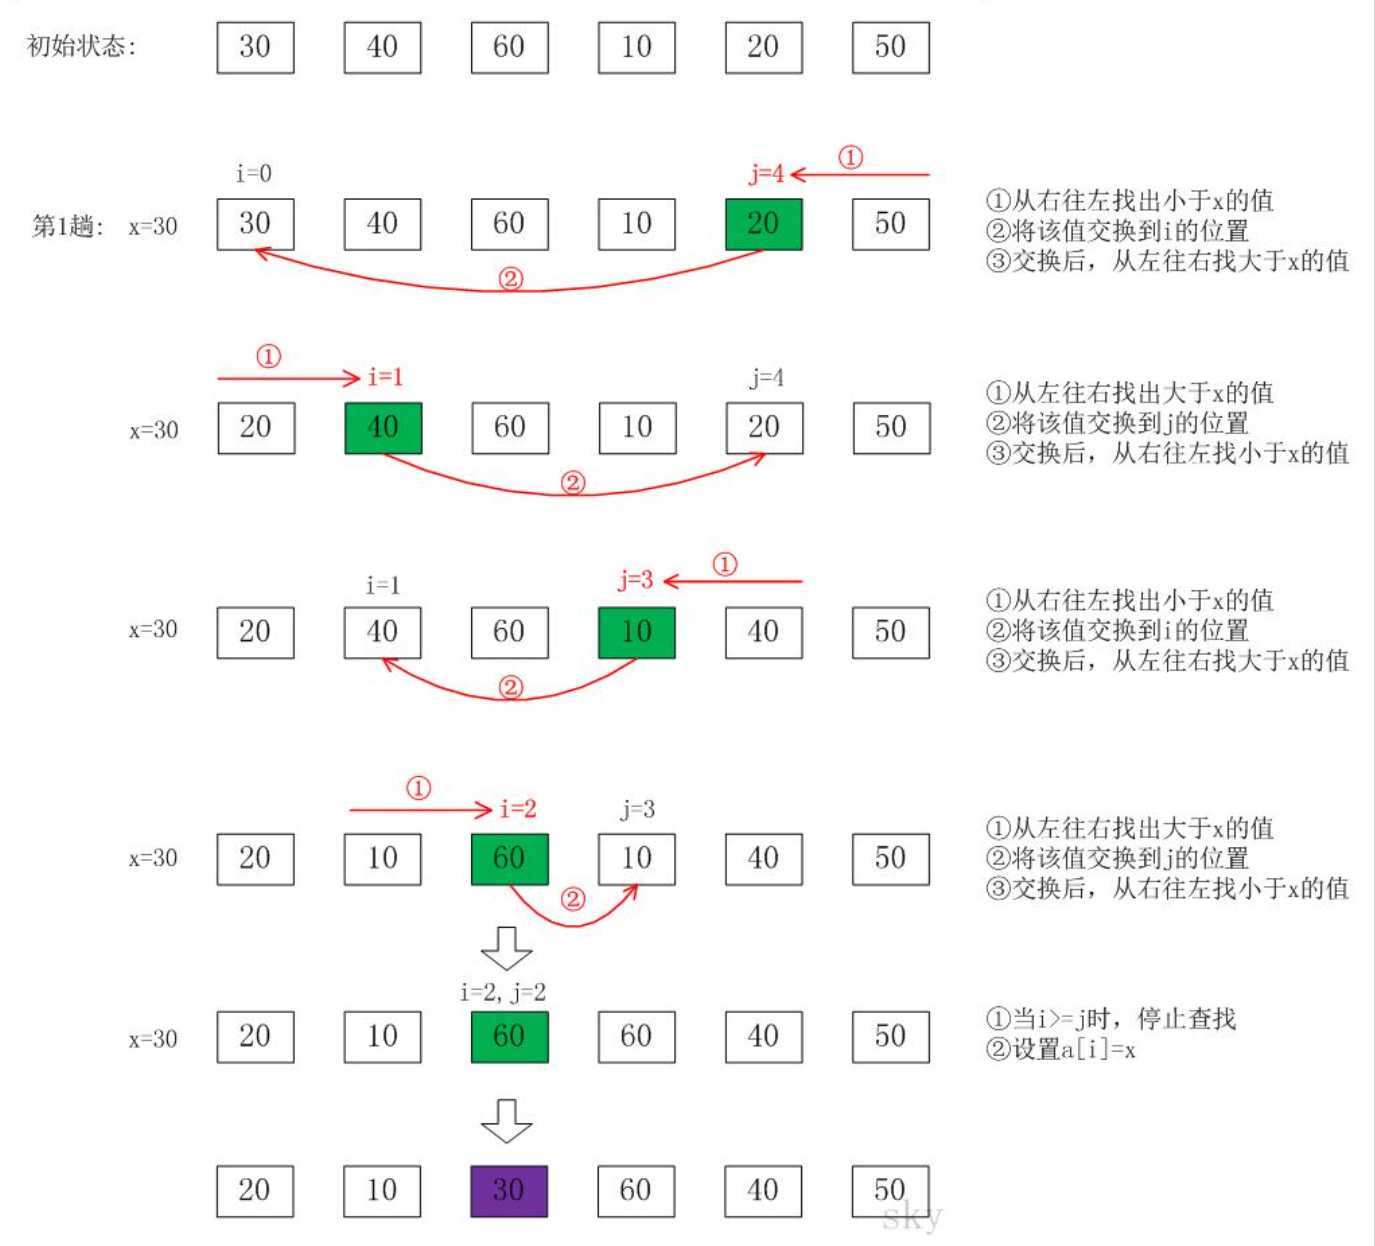 初始状态: 30 40 60 10 20 50
i=0 j=4 ①
第1趟: x=30 30 40 60 10 20 50
②
①从右往左找出小于x的值
②将该值交换到i的位置
③交换后，从左往右找大于x的值
① i=1 j=4
x=30 20 40 60 10 20 50
②
①从左往右找出大于x的值
②将该值交换到j的位置
③交换后，从右往左找小于x的值
i=1 j=3 ①
x=30 20 40 60 10 40 50
②
①从右往左找出小于x的值
②将该值交换到i的位置
③交换后，从左往右找大于x的值
① i=2 j=3
x=30 20 10 60 10 40 50
②
①从左往右找出大于x的值
②将该值交换到j的位置
③交换后，从右往左找小于x的值
i=2, j=2
x=30 20 10 60 60 40 50
①当i>=j时，停止查找
②设置a[i]=x
20 10 30 60 40 50
sky